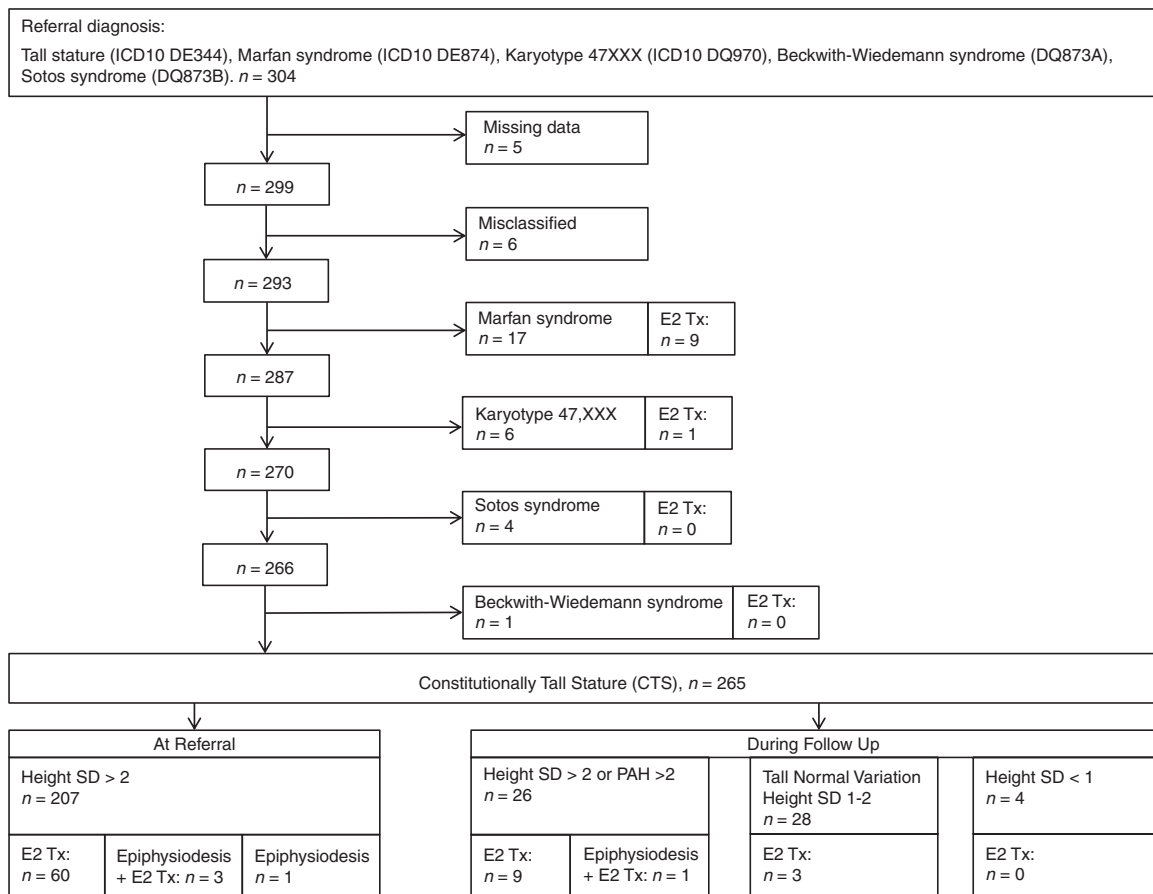 Referral diagnosis:
Tall stature (ICD10 DE344), Marfan syndrome (ICD10 DE874), Karyotype 47XXX (ICD10 DQ970), Beckwith-Wiedemann syndrome (DQ873A),
Sotos syndrome (DQ873B). n = 304
Missing data
n = 5
n = 299
Misclassified
n = 6
n = 293
Marfan syndrome
n = 17
E2 Tx:
n = 9
n = 287
Karyotype 47,XXX
n = 6
E2 Tx:
n = 1
n = 270
Sotos syndrome
n = 4
E2 Tx:
n = 0
n = 266
Beckwith-Wiedemann syndrome
n = 1
E2 Tx:
n = 0
Constitutionally Tall Stature (CTS), n = 265
At Referral
Height SD > 2
n = 207
E2 Tx:
n = 60
Epiphysiodesis
+ E2 Tx: n = 3
Epiphysiodesis
n = 1
During Follow Up
Height SD > 2 or PAH >2
n = 26
E2 Tx:
n = 9
Epiphysiodesis
+ E2 Tx: n = 1
Tall Normal Variation
Height SD 1-2
n = 28
E2 Tx:
n = 3
Height SD < 1
n = 4
E2 Tx:
n = 0